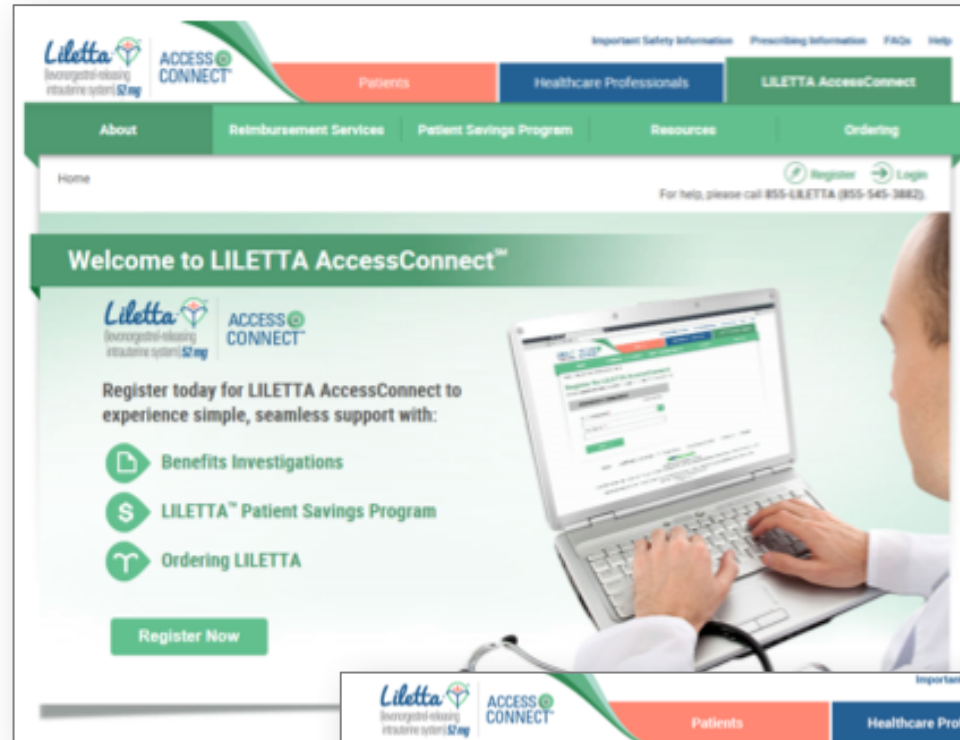 Liletta
(levonorgestrel-releasing
intrauterine system) 52 mg
ACCESS
CONNECT
Important Safety Information Prescribing Information FAQs Help
Patients
Healthcare Professionals
LILETTA AccessConnect
About
Reimbursement Services
Patient Savings Program
Resources
Ordering
Home
Register Login
For help, please call 855-LILETTA (855-545-3882).
Welcome to LILETTA AccessConnect℠
Liletta
(levonorgestrel-releasing
intrauterine system) 52 mg
ACCESS
CONNECT
Register today for LILETTA AccessConnect to
experience simple, seamless support with:
Benefits Investigations
LILETTA™ Patient Savings Program
Ordering LILETTA
Register Now
Liletta
(levonorgestrel-releasing
intrauterine system) 52 mg
ACCESS
CONNECT
Important
Patients
Healthcare Prof